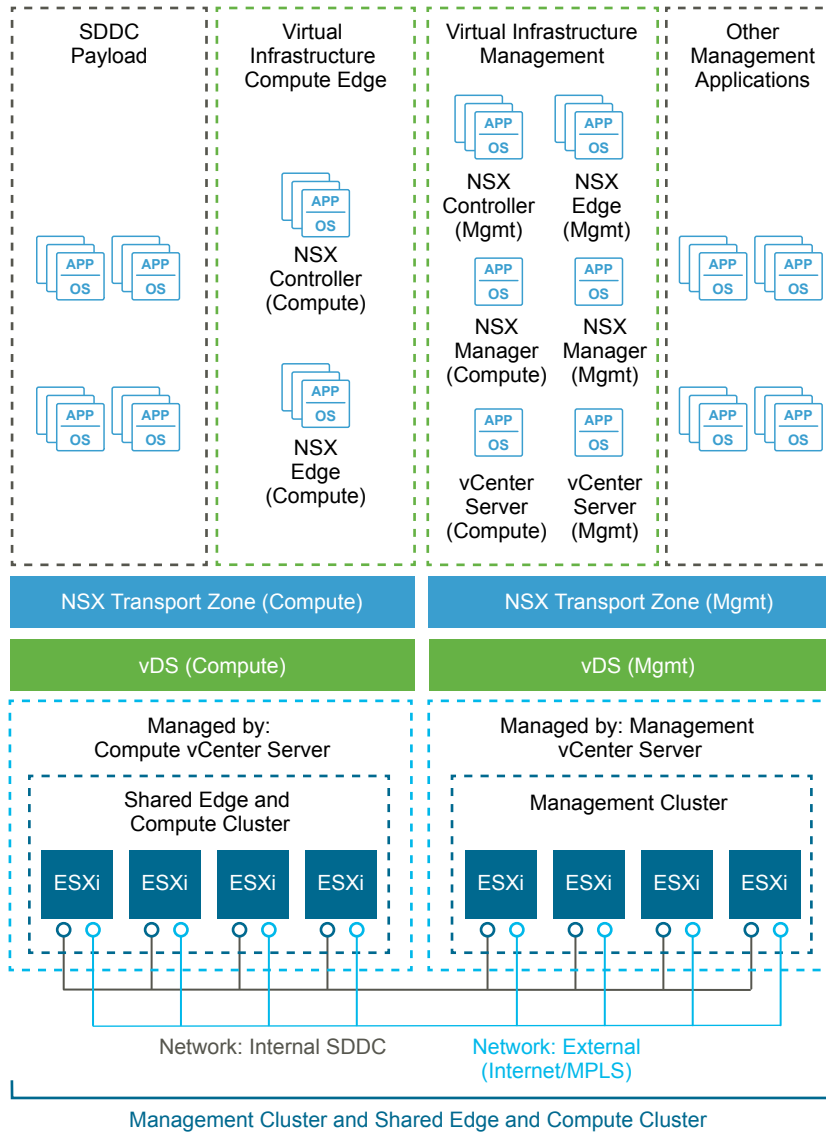 SDDC
Payload
APP
OS
APP
OS
APP
OS
APP
OS
Virtual
Infrastructure
Compute Edge
APP
OS
NSX
Controller
(Compute)
APP
OS
NSX
Edge
(Compute)
Virtual Infrastructure
Management
APP
OS
NSX
Controller
(Mgmt)
APP
OS
NSX
Edge
(Mgmt)
APP
OS
NSX
Manager
(Compute)
APP
OS
NSX
Manager
(Mgmt)
APP
OS
vCenter
Server
(Compute)
APP
OS
vCenter
Server
(Mgmt)
Other
Management
Applications
APP
OS
APP
OS
APP
OS
APP
OS
NSX Transport Zone (Compute)
NSX Transport Zone (Mgmt)
vDS (Compute)
vDS (Mgmt)
Managed by:
Compute vCenter Server
Shared Edge and
Compute Cluster
ESXi ESXi ESXi ESXi
Managed by: Management
vCenter Server
Management Cluster
ESXi ESXi ESXi ESXi
Network: Internal SDDC
Network: External
(Internet/MPLS)
Management Cluster and Shared Edge and Compute Cluster